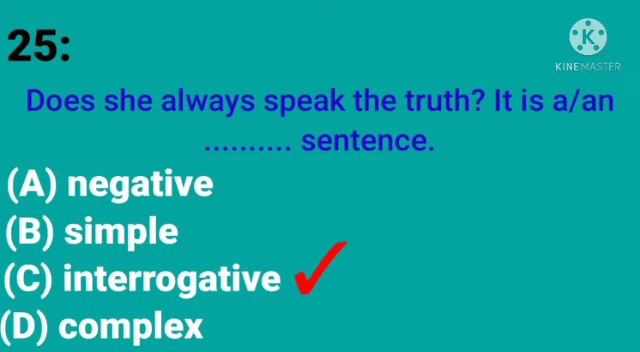 25:
KINEMASTER
Does she always speak the truth? It is a/an
.......... sentence.
(A) negative
(B) simple
(C) interrogative
(D) complex